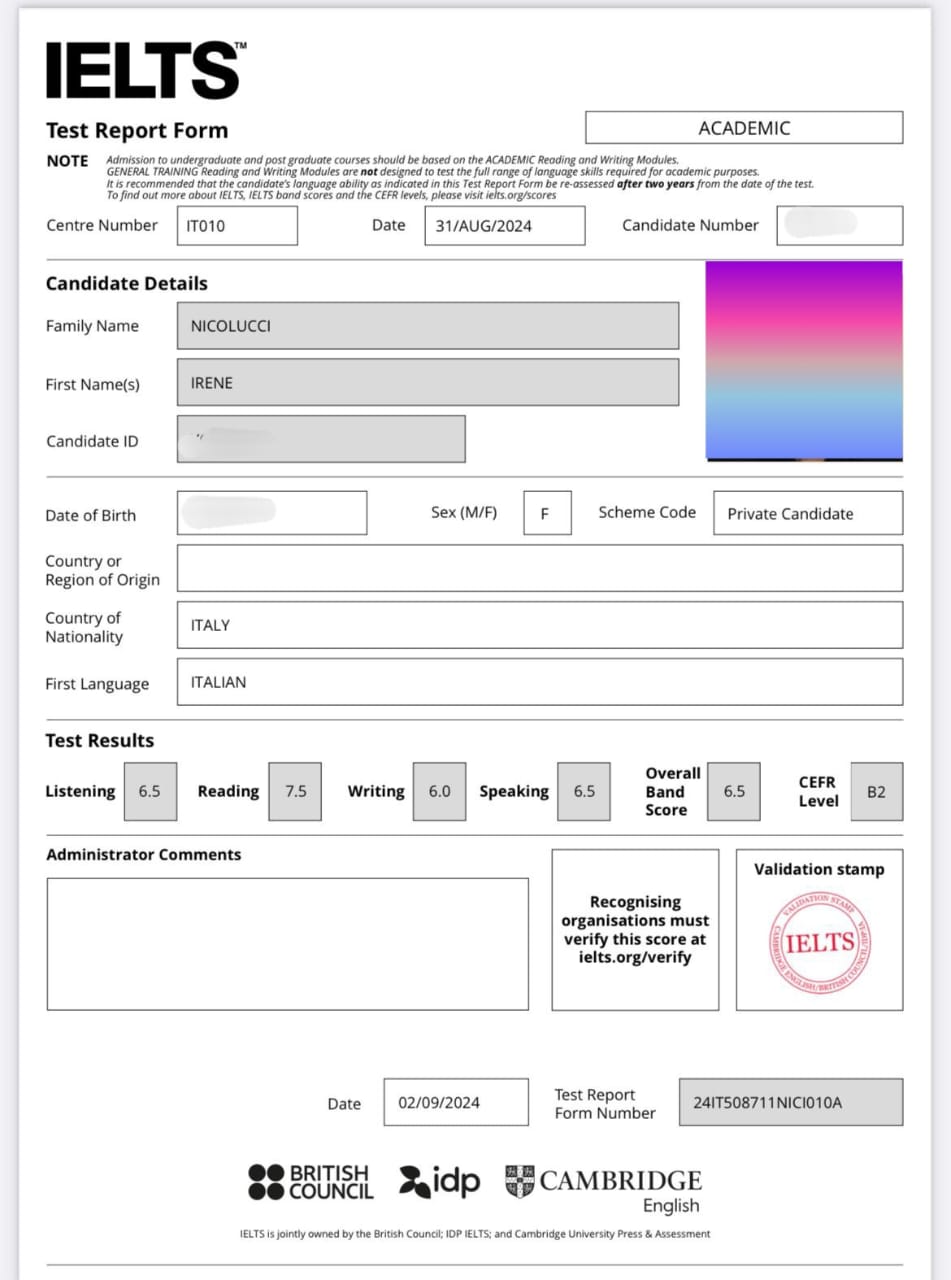 IELTS™
Test Report Form
ACADEMIC
NOTE
Admission to undergraduate and post graduate courses should be based on the ACADEMIC Reading and Writing Modules.
GENERAL TRAINING Reading and Writing Modules are not designed to test the full range of language skills required for academic purposes.
It is recommended that the candidate's language ability as indicated in this Test Report Form be re-assessed after two years from the date of the test.
To find out more about IELTS, IELTS band scores and the CEFR levels, please visit ielts.org/scores
Centre Number IT010 Date 31/AUG/2024 Candidate Number
Candidate Details
Family Name NICOLUCCI
First Name(s) IRENE
Candidate ID
Date of Birth Sex (M/F) F Scheme Code Private Candidate
Country or
Region of Origin
Country of
Nationality
ITALY
First Language ITALIAN
Test Results
Listening 6.5 Reading 7.5 Writing 6.0 Speaking 6.5
Overall
Band
Score
6.5
CEFR
Level
B2
Administrator Comments
Recognising
organisations must
verify this score at
ielts.org/verify
Validation stamp
VALIDATION STAMP
IELTS
CAMBRIDGE ENGLISH/BRITISH COUNCIL/IDP:IA
Date 02/09/2024
Test Report
Form Number
24IT508711NICI010A
BRITISH
COUNCIL
idp
CAMBRIDGE
English
IELTS is jointly owned by the British Council; IDP IELTS; and Cambridge University Press & Assessment